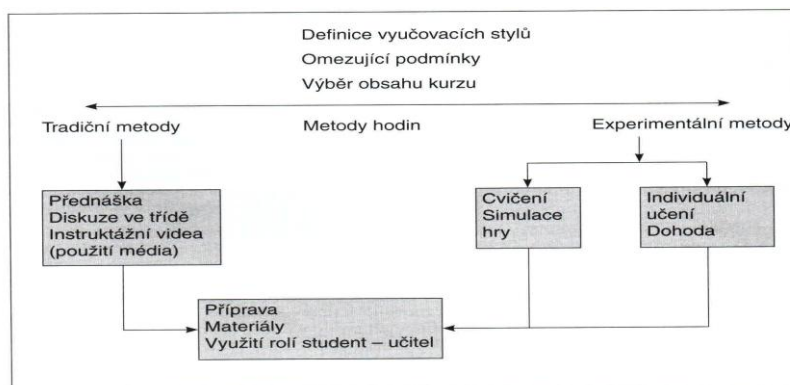 Definice vyučovacích stylů
Omezující podmínky
Výběr obsahu kurzu
Tradiční metody
Metody hodin
Experimentální metody
Přednáška
Diskuze ve třídě
Instruktážní videa
(použití média)
Cvičení
Simulace
hry
Individuální
učení
Dohoda
Příprava
Materiály
Využití rolí student – učitel